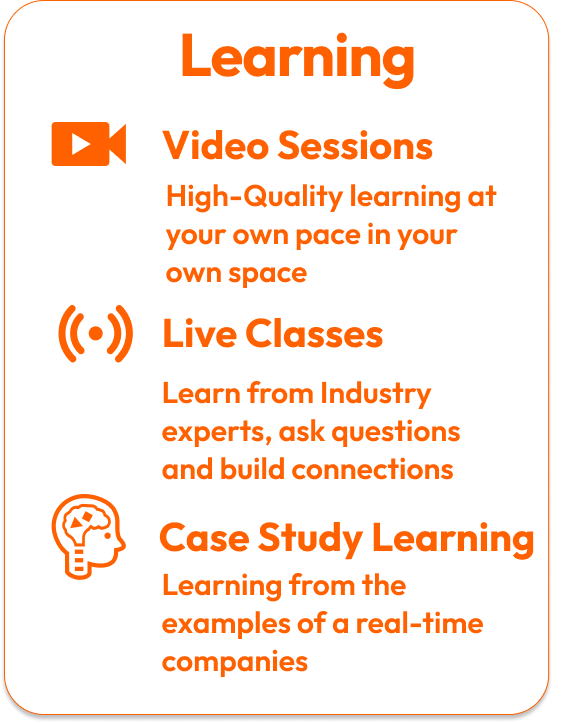 Learning
Video Sessions
High-Quality learning at
your own pace in your
own space
Live Classes
Learn from Industry
experts, ask questions
and build connections
Case Study Learning
Learning from the
examples of a real-time
companies